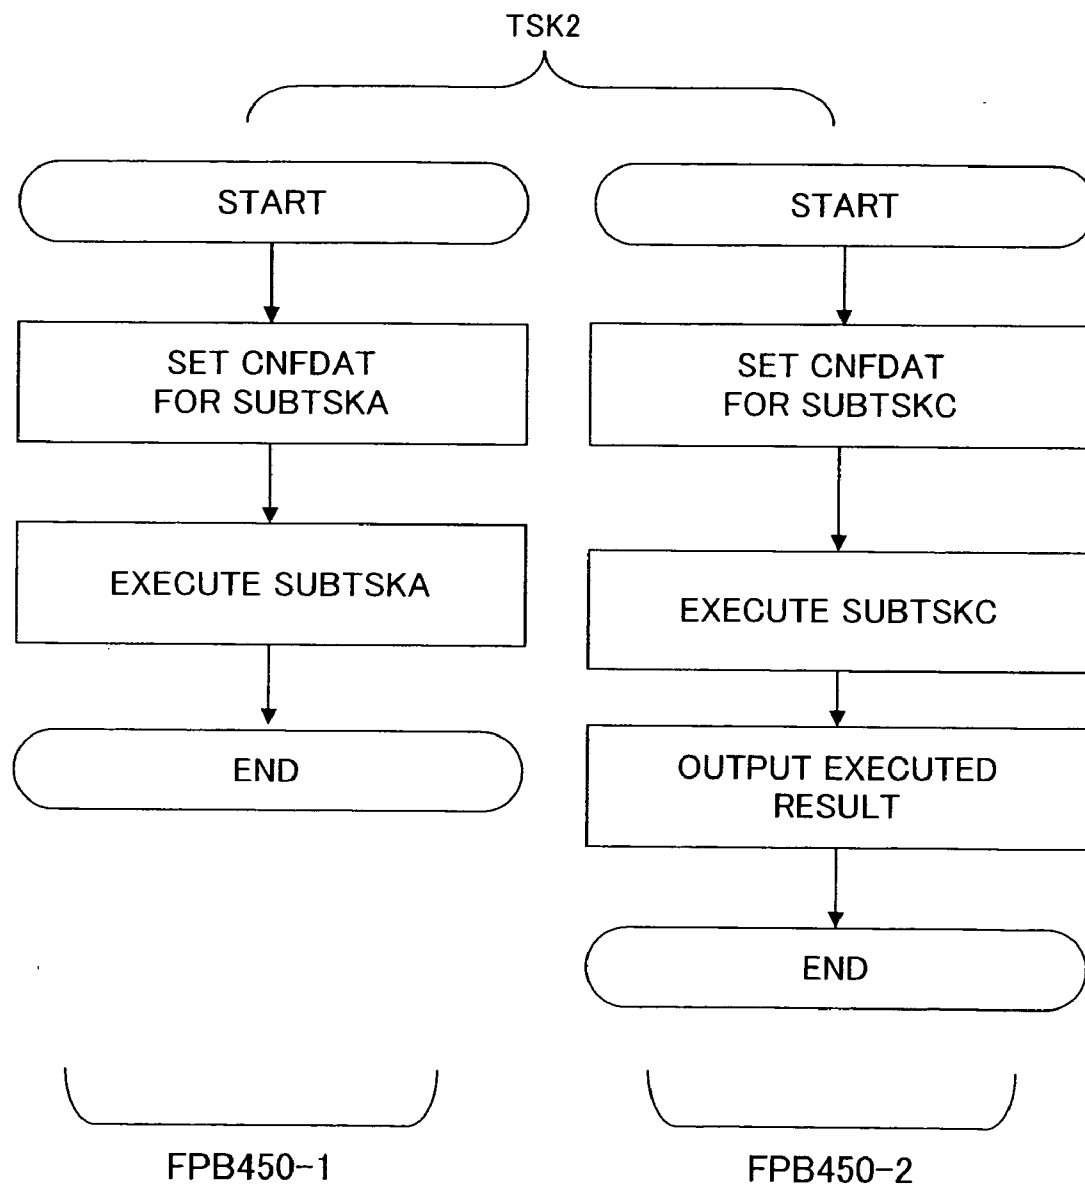 TSK2
START
SET CNFDAT
FOR SUBTSKA
EXECUTE SUBTSKA
END
FPB450-1
START
SET CNFDAT
FOR SUBTSKC
EXECUTE SUBTSKC
OUTPUT EXECUTED
RESULT
END
FPB450-2